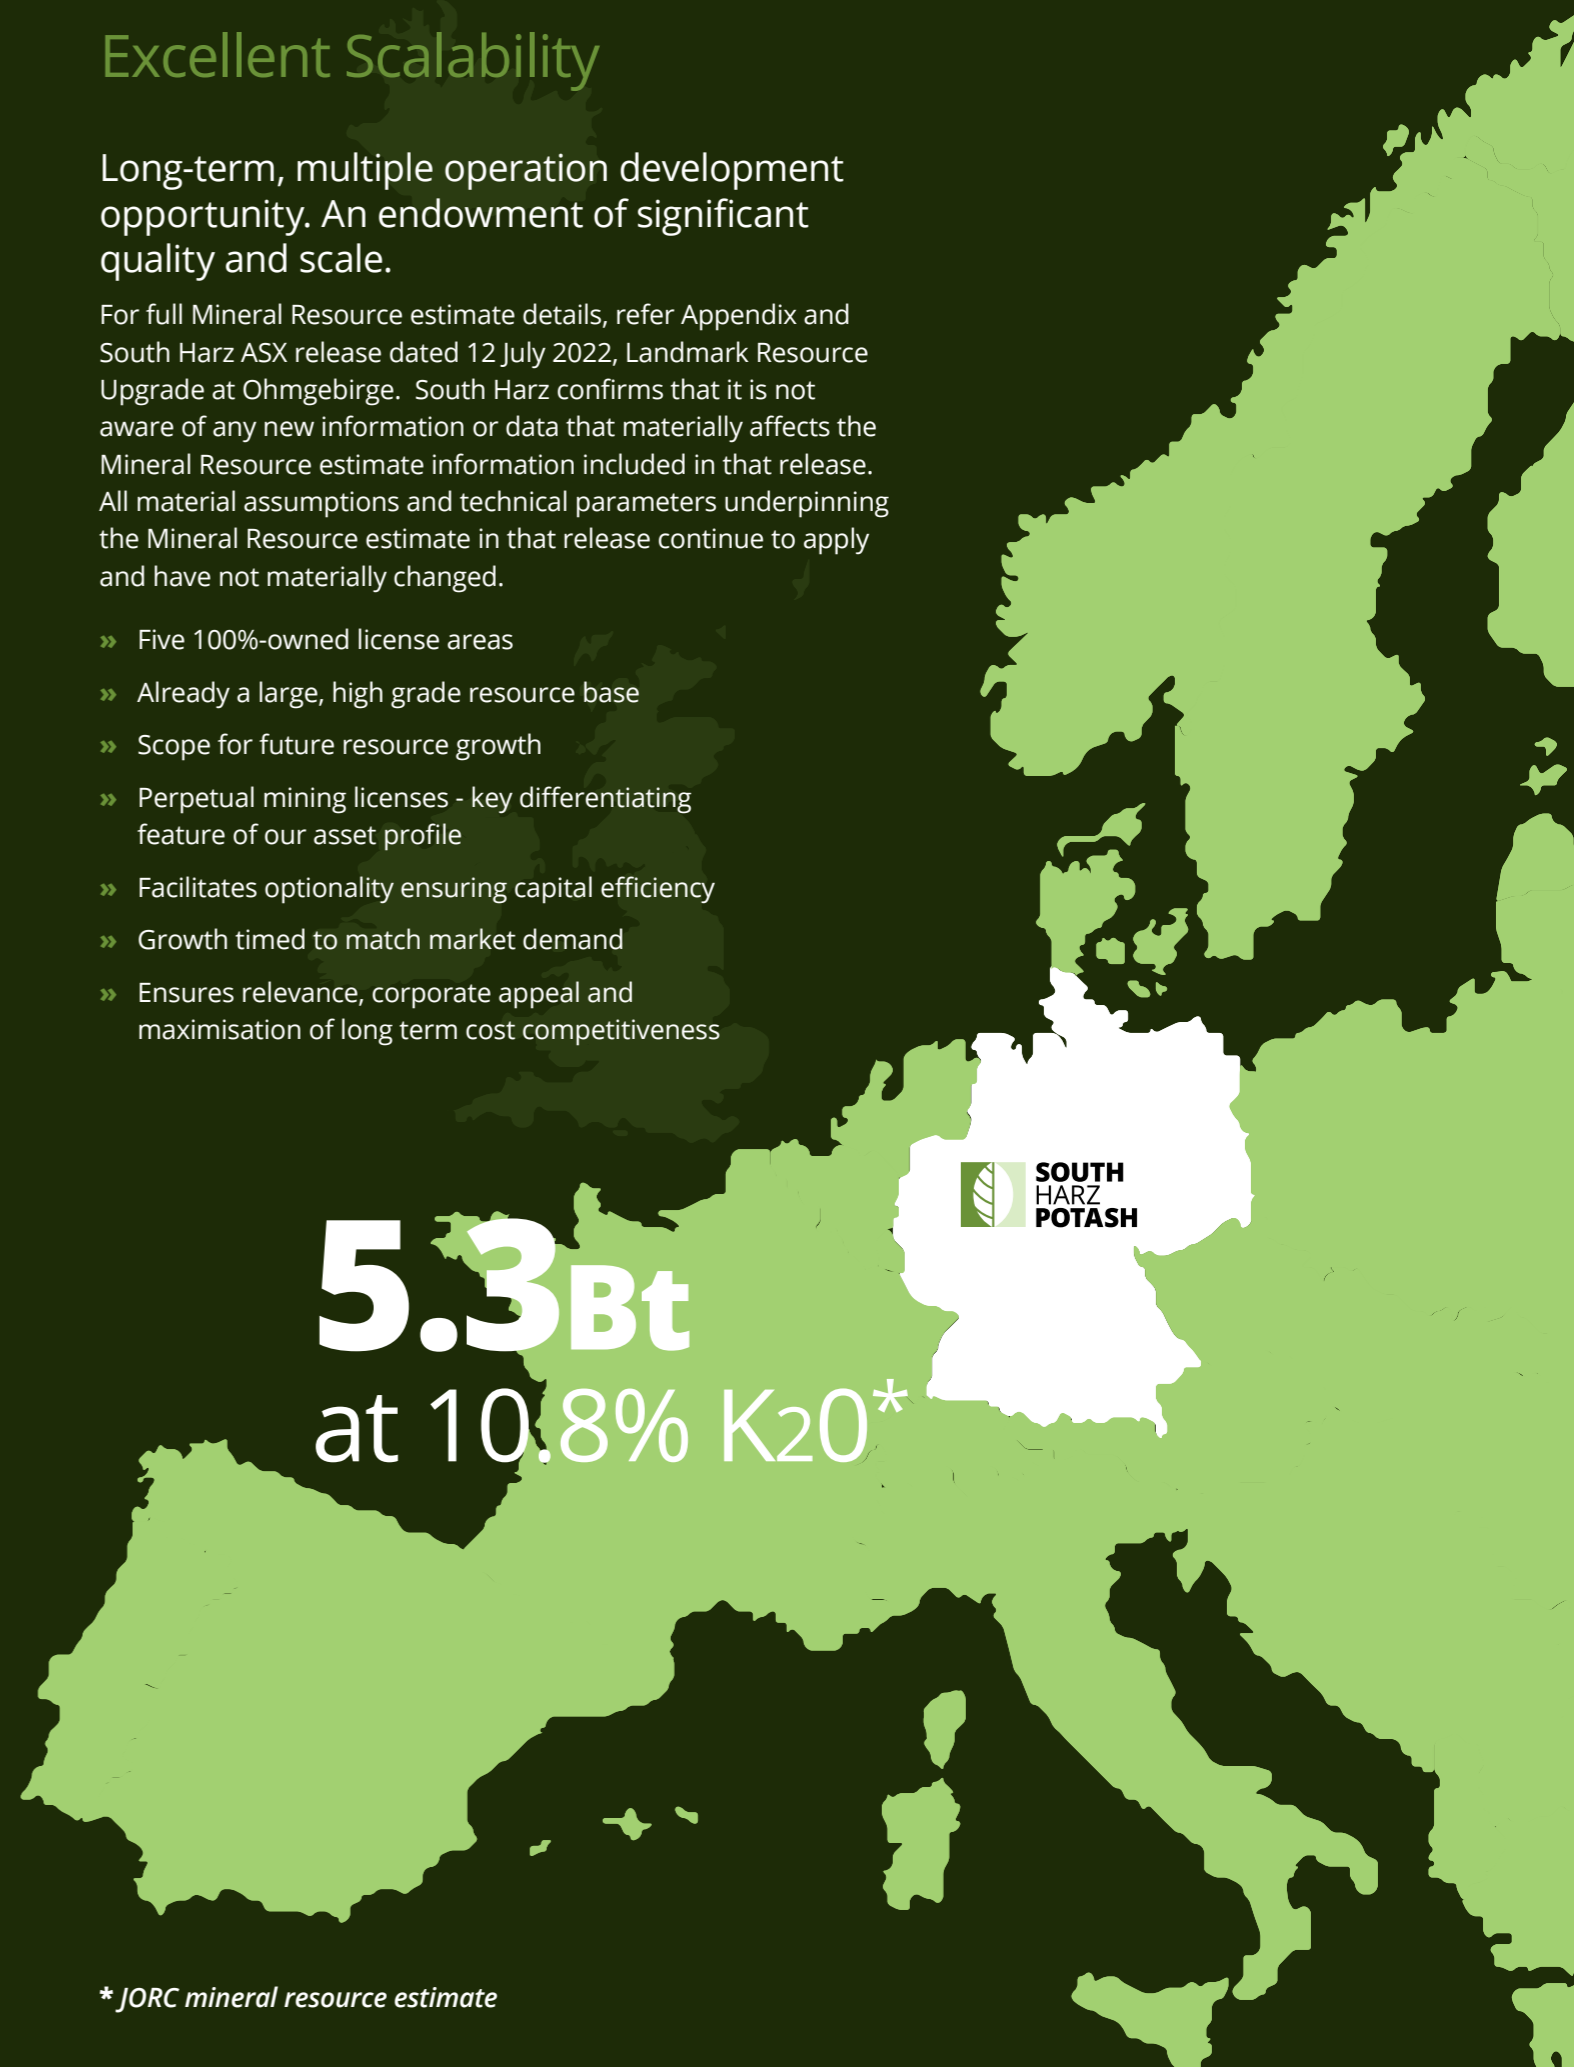 Excellent Scalability
Long-term, multiple operation development
opportunity. An endowment of significant
quality and scale.
For full Mineral Resource estimate details, refer Appendix and
South Harz ASX release dated 12 July 2022, Landmark Resource
Upgrade at Ohmgebirge.  South Harz confirms that it is not
aware of any new information or data that materially affects the
Mineral Resource estimate information included in that release.
All material assumptions and technical parameters underpinning
the Mineral Resource estimate in that release continue to apply
and have not materially changed.
» Five 100%-owned license areas
» Already a large, high grade resource base
» Scope for future resource growth
» Perpetual mining licenses - key differentiating
feature of our asset profile
» Facilitates optionality ensuring capital efficiency
» Growth timed to match market demand
» Ensures relevance, corporate appeal and
maximisation of long term cost competitiveness
SOUTH
HARZ
POTASH
5.3Bt
at 10.8% K20*
* JORC mineral resource estimate